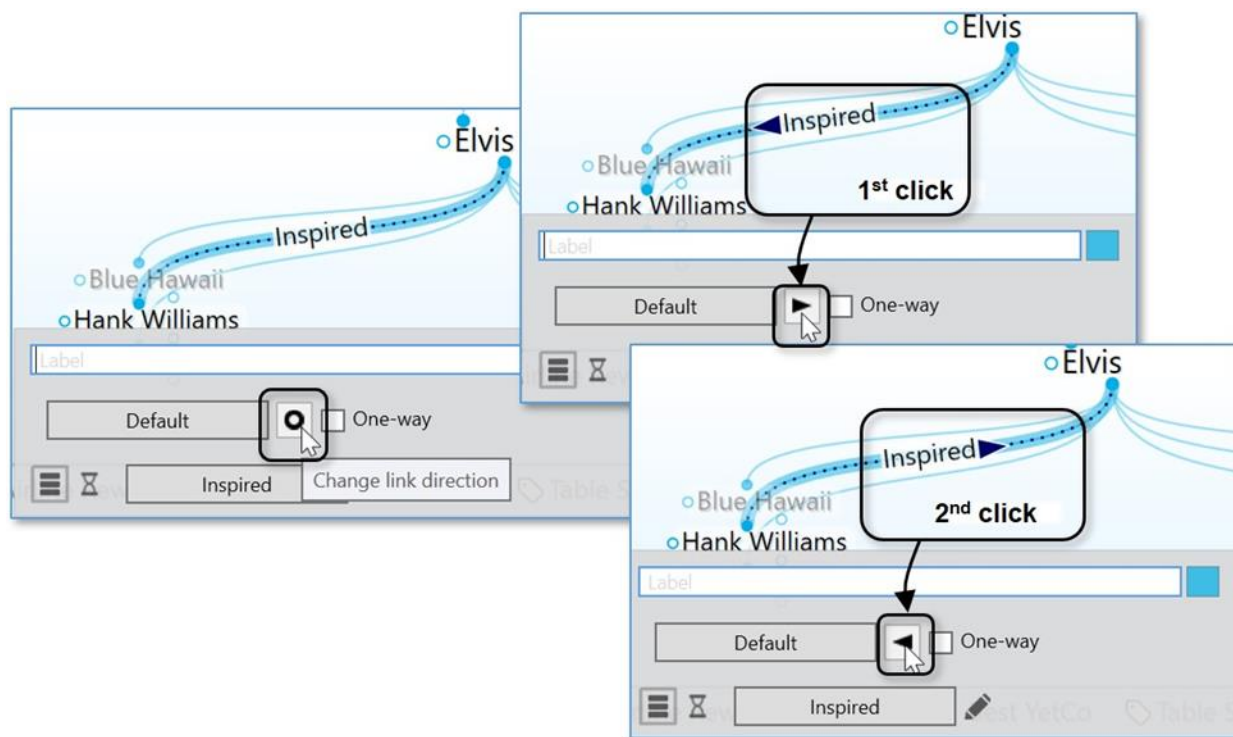 Elvis
Inspired
Blue Hawaii
Hank Williams
Label
Default
One-way
Inspired
Change link direction
Elvis
Inspired
Blue Hawaii
1st click
Hank Williams
Label
Default
One-way
Elvis
Inspired
Blue Hawaii
2nd click
Hank Williams
Label
Default
One-way
Inspired